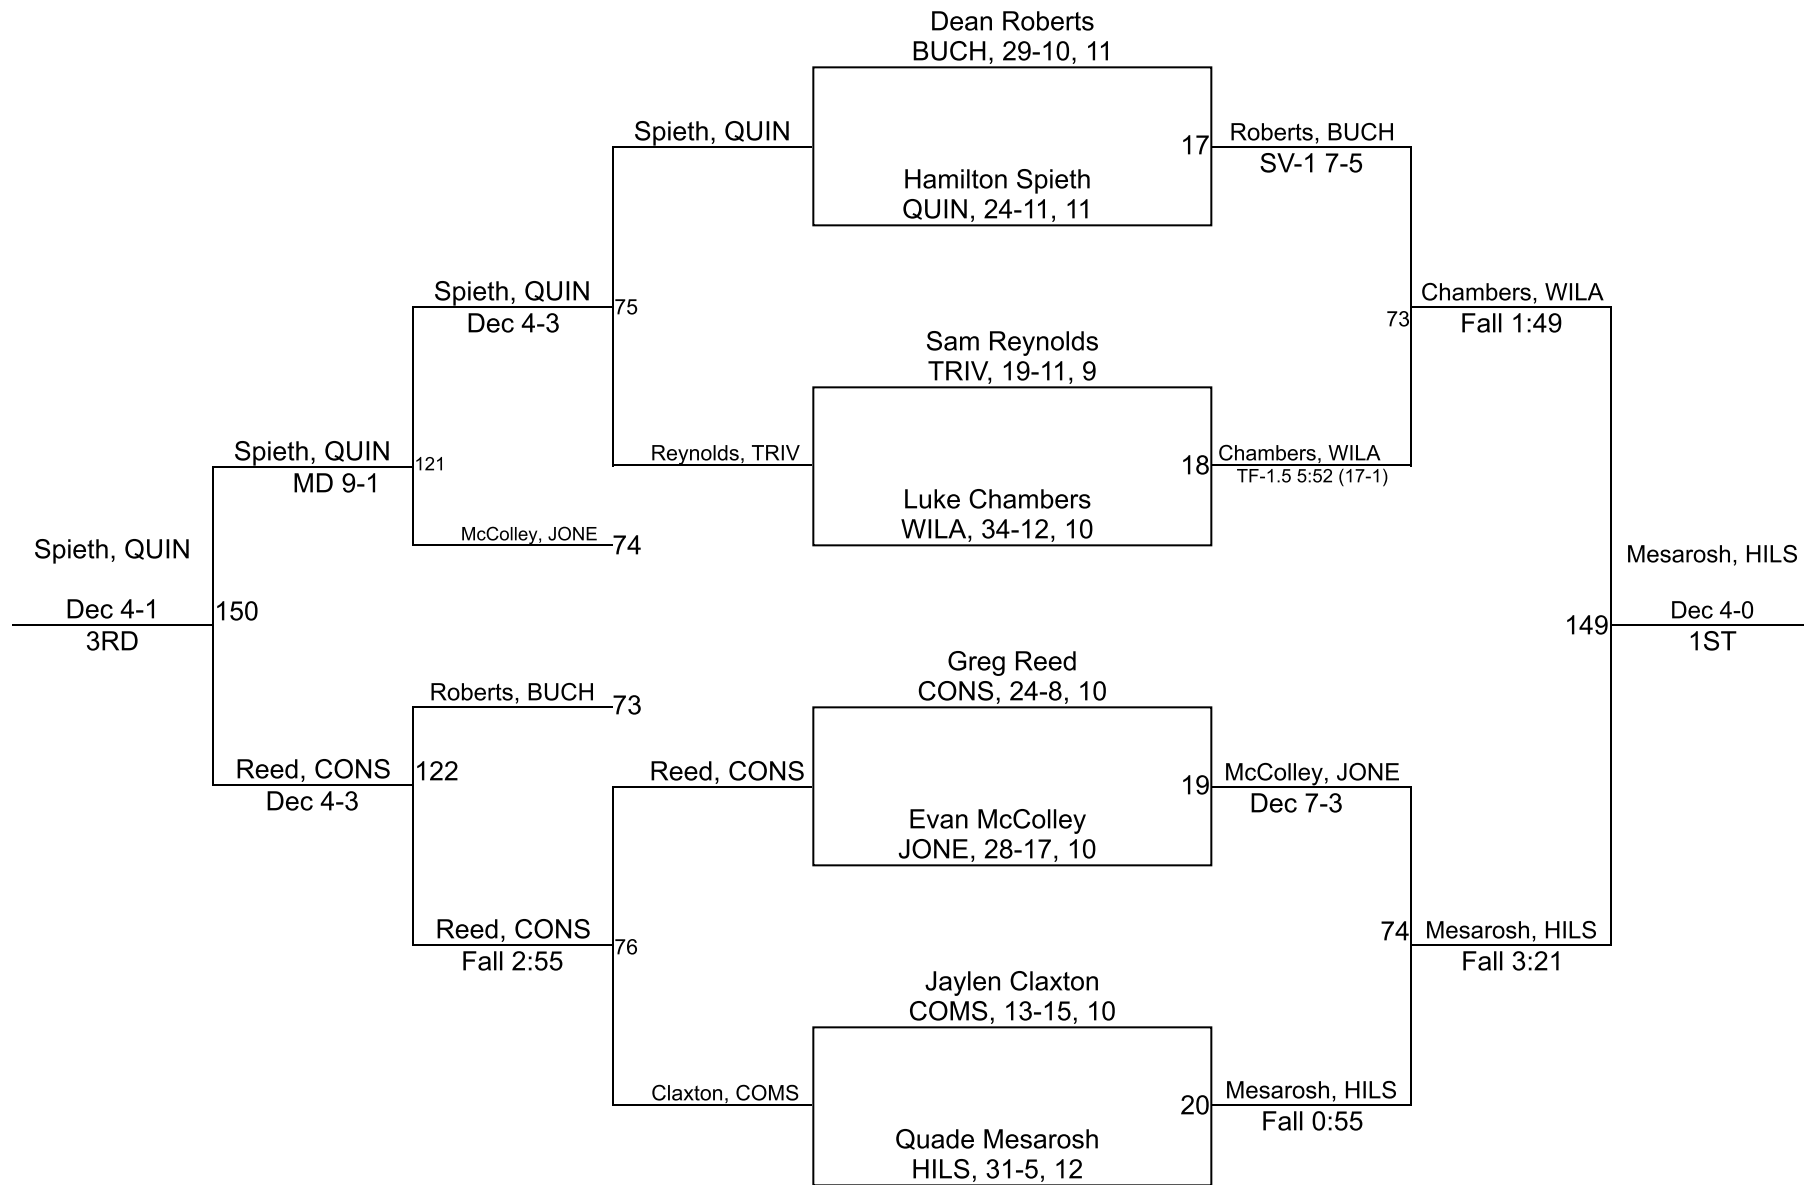 Dean Roberts
BUCH, 29-10, 11
Spieth, QUIN
17
Roberts, BUCH
SV-1 7-5
Hamilton Spieth
QUIN, 24-11, 11
Spieth, QUIN
Dec 4-3
75
Chambers, WILA
Fall 1:49
73
Sam Reynolds
TRIV, 19-11, 9
Spieth, QUIN
MD 9-1
121
Reynolds, TRIV
18
Chambers, WILA
TF-1.5 5:52 (17-1)
Luke Chambers
WILA, 34-12, 10
McColley, JONE
74
Spieth, QUIN
Dec 4-1
3RD
150
Mesarosh, HILS
149
Dec 4-0
1ST
Greg Reed
CONS, 24-8, 10
Roberts, BUCH
73
Reed, CONS
Dec 4-3
122
Reed, CONS
19
McColley, JONE
Dec 7-3
Evan McColley
JONE, 28-17, 10
Reed, CONS
Fall 2:55
76
74
Mesarosh, HILS
Fall 3:21
Jaylen Claxton
COMS, 13-15, 10
Claxton, COMS
20
Mesarosh, HILS
Fall 0:55
Quade Mesarosh
HILS, 31-5, 12